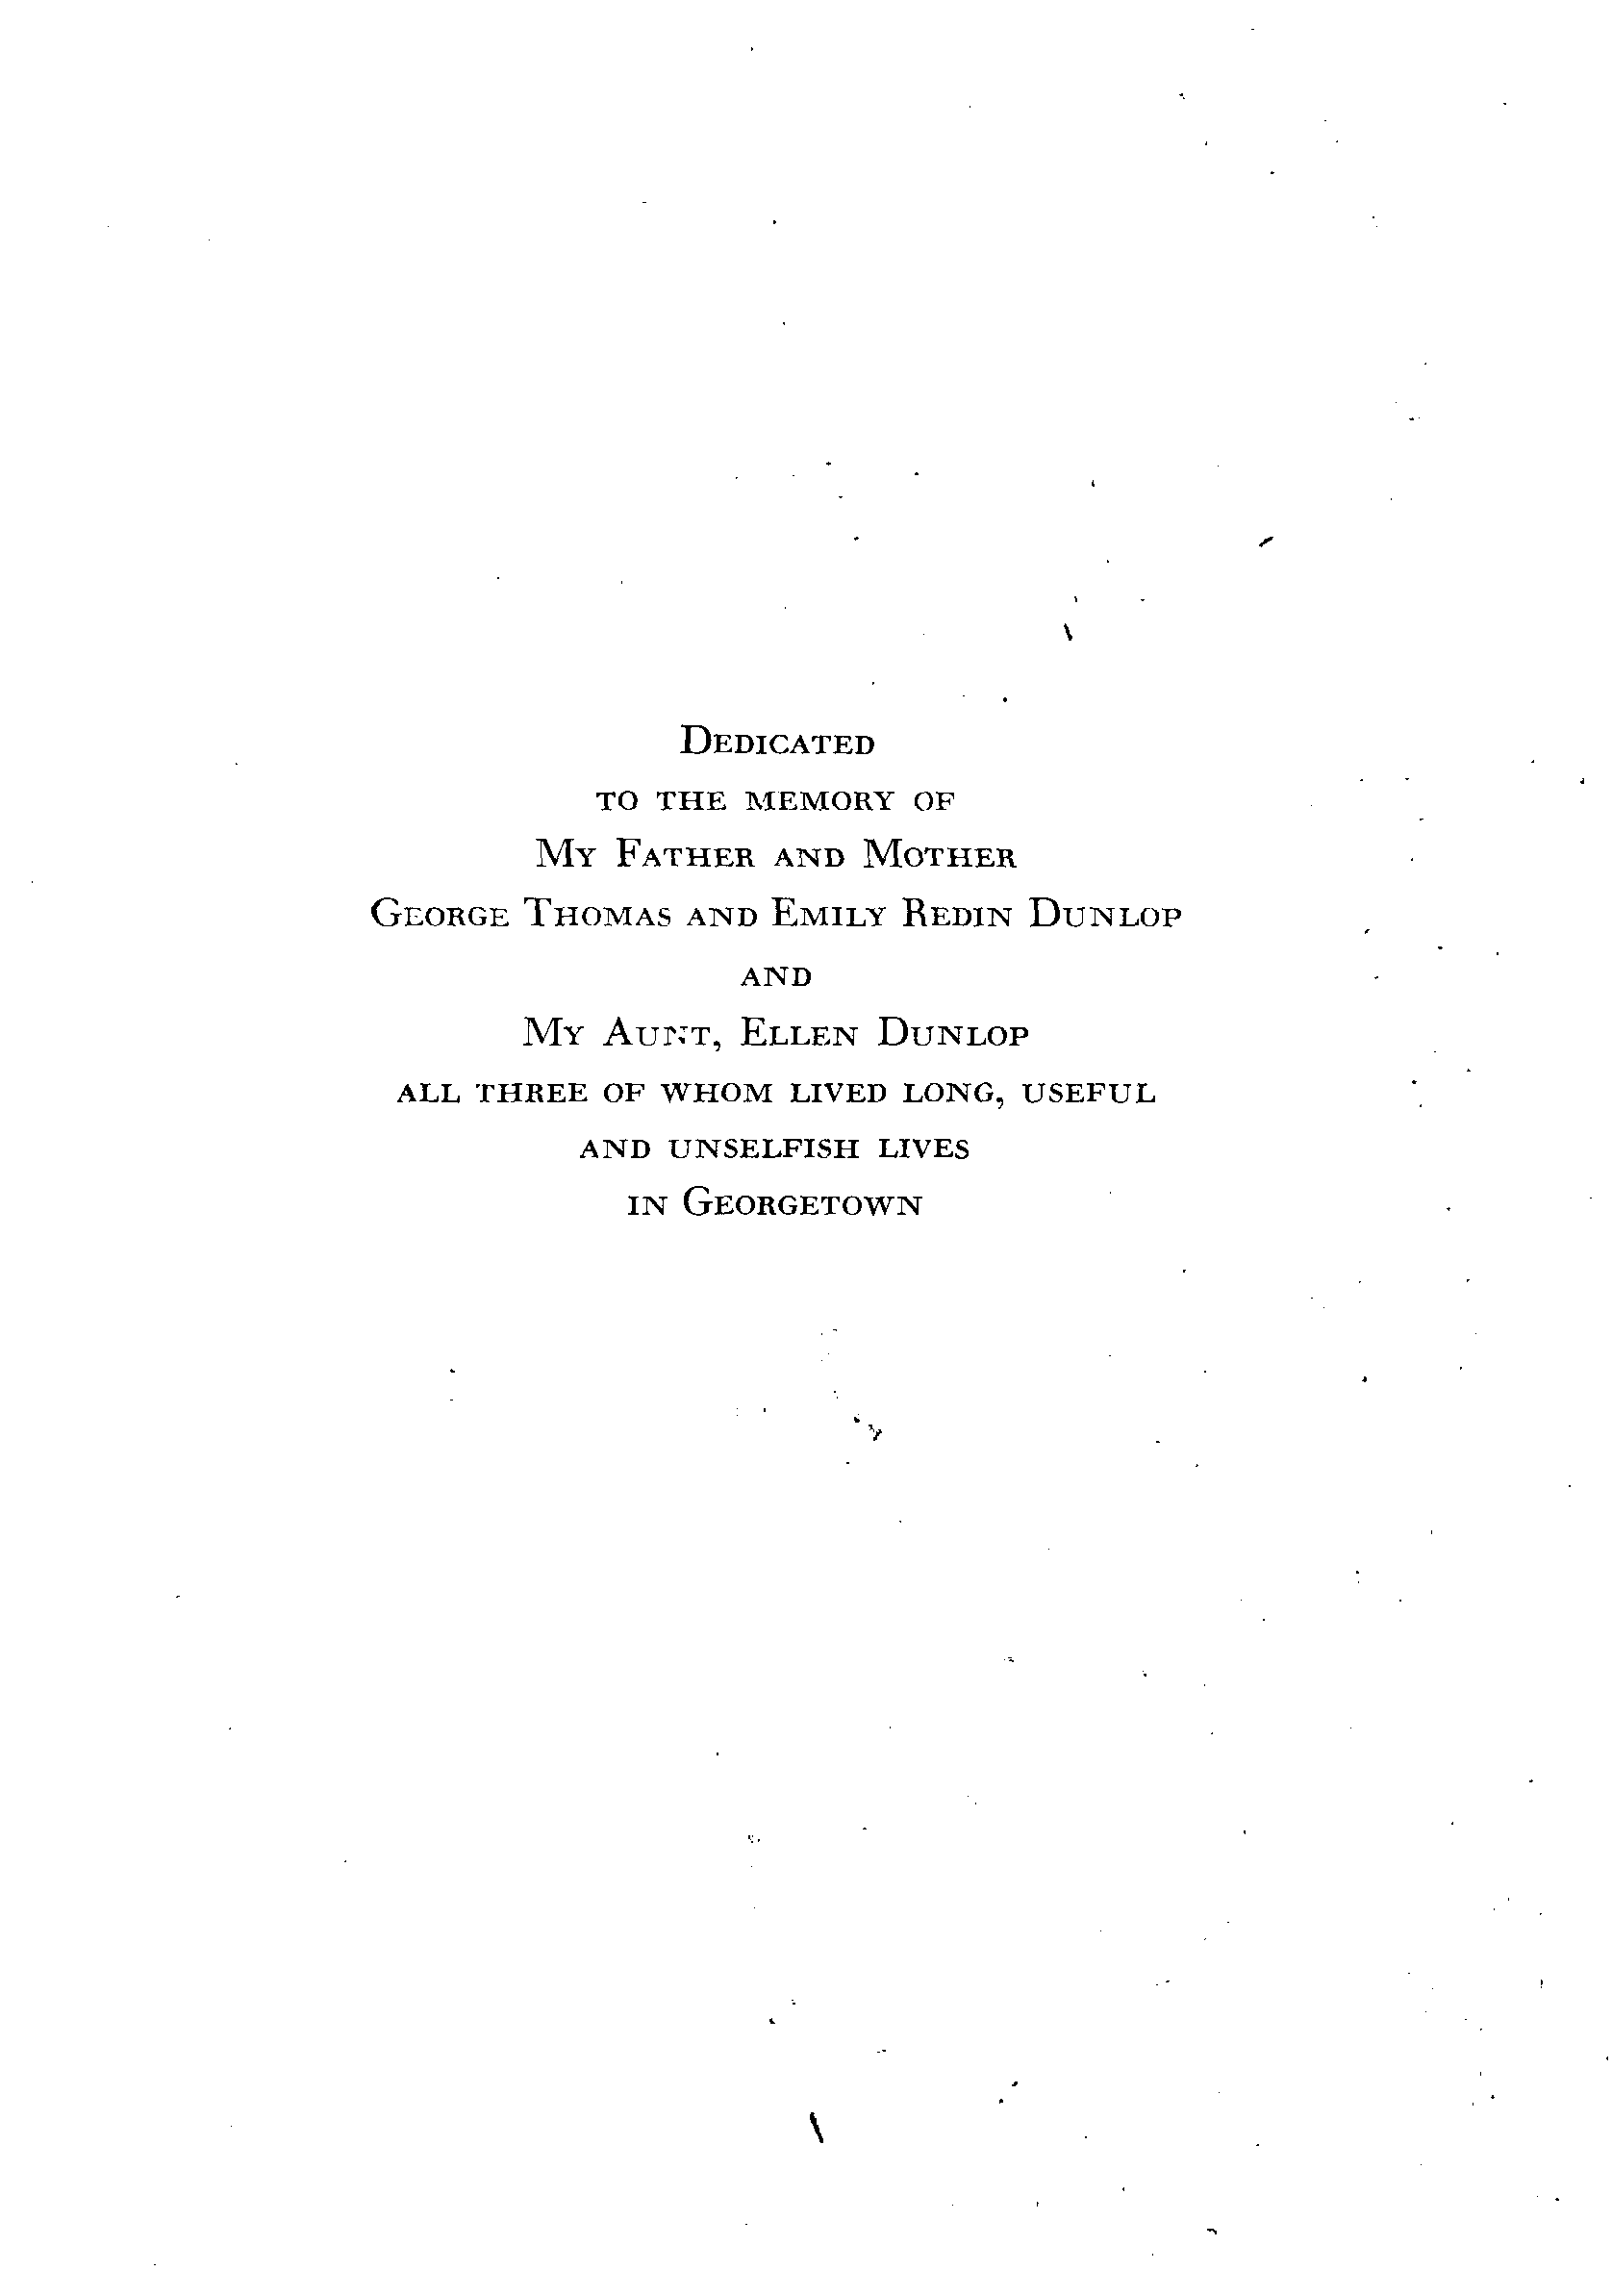 DEDICATED
TO THE MEMORY OF
MY FATHER AND MOTHER
GEORGE THOMAS AND EMILY REDIN DUNLOP
AND
MY AUNT, ELLEN DUNLOP
ALL THREE OF WHOM LIVED LONG, USEFUL
AND UNSELFISH LIVES
IN GEORGETOWN